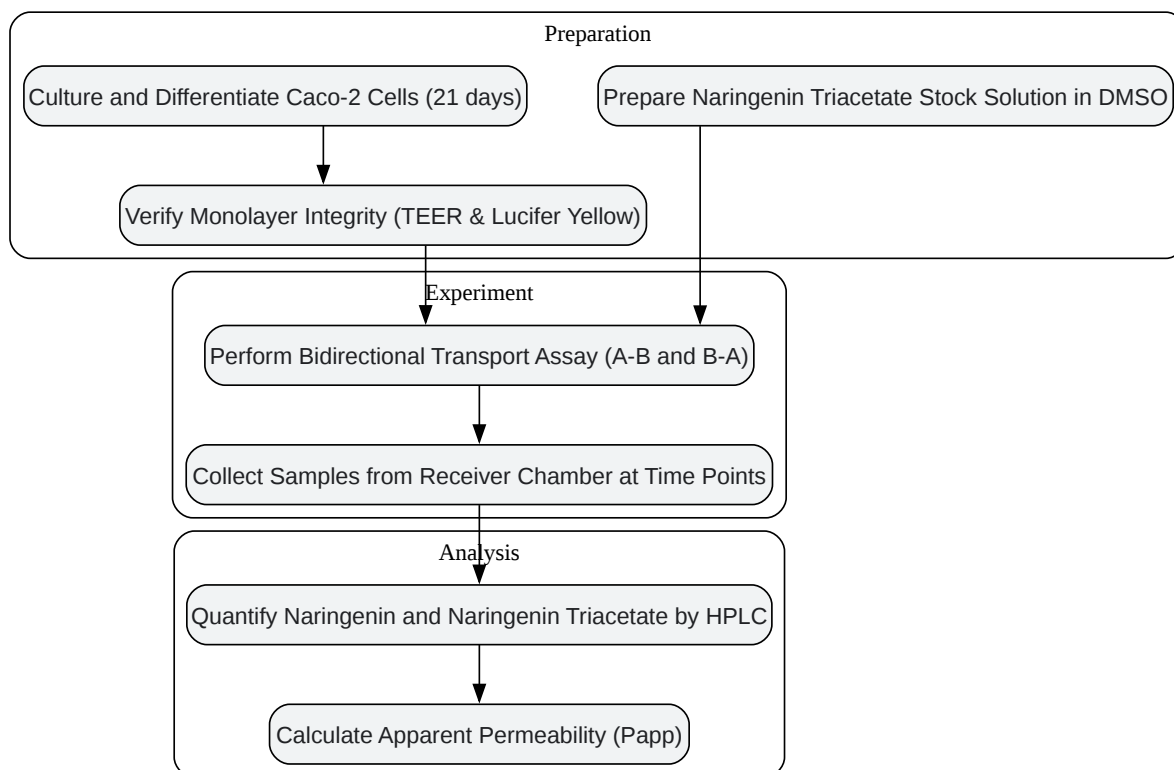 Preparation
Culture and Differentiate Caco-2 Cells (21 days)
Prepare Naringenin Triacetate Stock Solution in DMSO
Verify Monolayer Integrity (TEER & Lucifer Yellow)
Experiment
Perform Bidirectional Transport Assay (A-B and B-A)
Collect Samples from Receiver Chamber at Time Points
Analysis
Quantify Naringenin and Naringenin Triacetate by HPLC
Calculate Apparent Permeability (Papp)